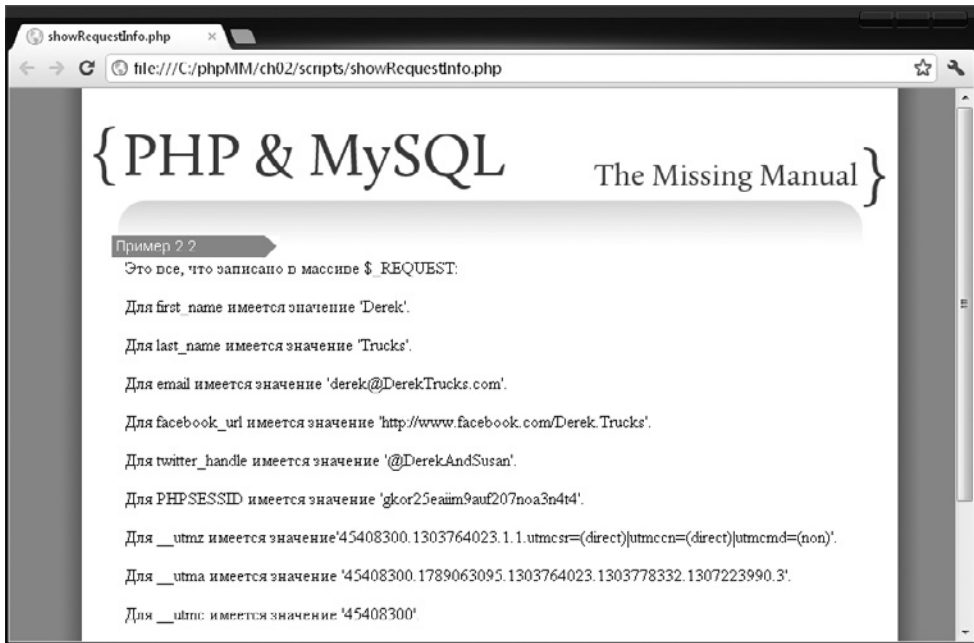 showRequestInfo.php
file:///C:/phpMM/ch02/scripts/showRequestInfo.php
{PHP & MySQL The Missing Manual}
Пример 2.2
Это все, что записано в массиве $_REQUEST:
Для first_name имеется значение 'Derek'.
Для last_name имеется значение 'Trucks'.
Для email имеется значение 'derek@DerekTrucks.com'.
Для facebook_url имеется значение 'http://www.facebook.com/Derek.Trucks'.
Для twitter_handle имеется значение '@DerekAndSusan'.
Для PHPSESSID имеется значение 'gkor25eaiim9auf207noa3n4t4'.
Для __utmz имеется значение'45408300.1303764023.1.1.utmcsr=(direct)|utmccn=(direct)|utmcmd=(non)'.
Для __utma имеется значение '45408300.1789063095.1303764023.1303778332.1307223990.3'.
Для __utmc имеется значение '45408300'